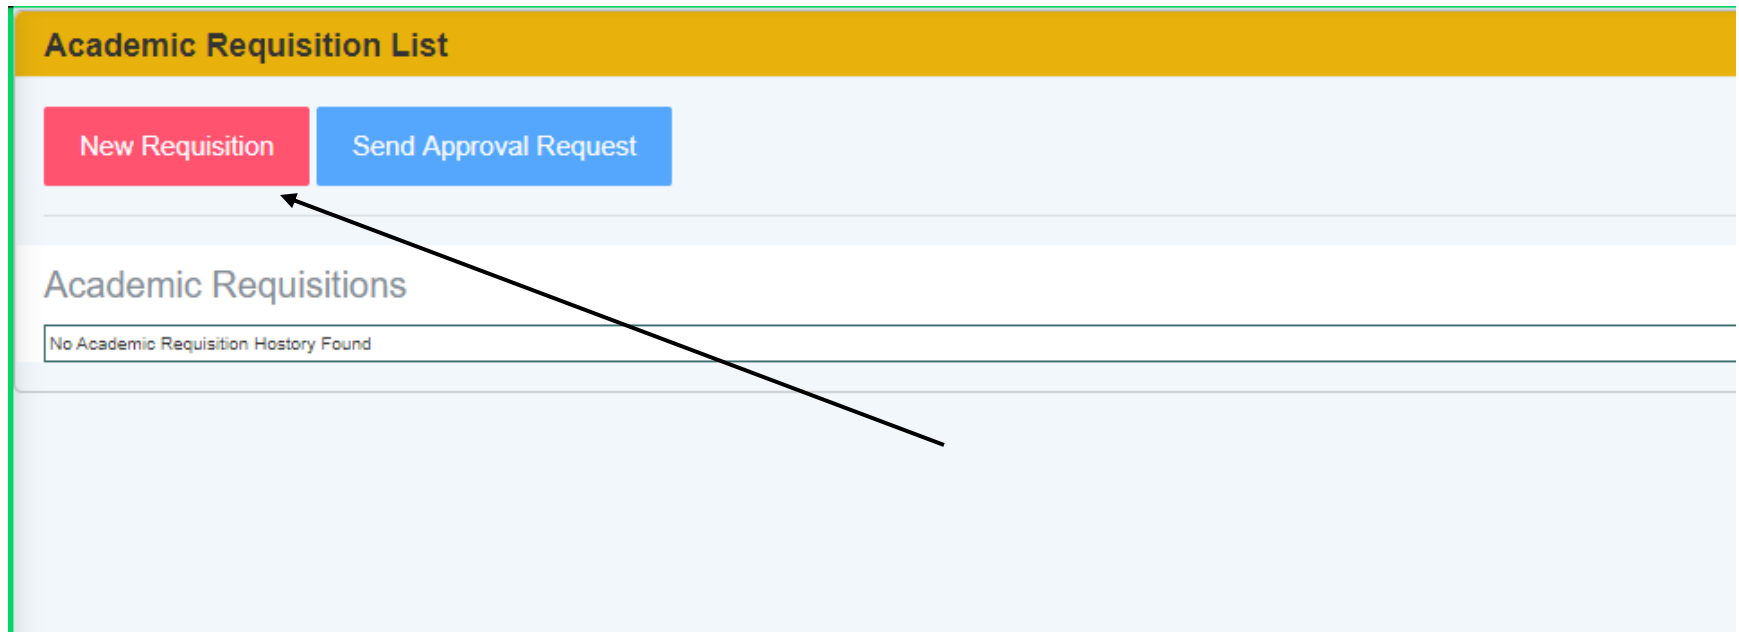 Academic Requisition List
New Requisition Send Approval Request
Academic Requisitions
No Academic Requisition Hostory Found